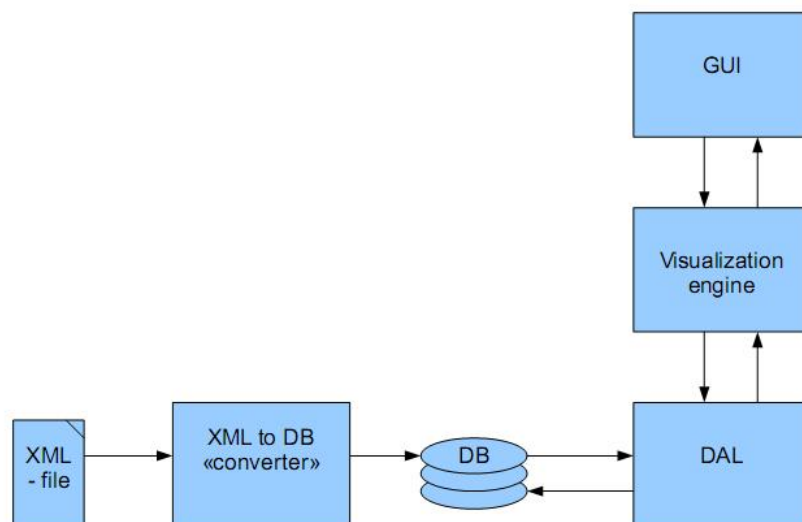 GUI
Visualization
engine
XML
- file
XML to DB
«converter»
DB
DAL